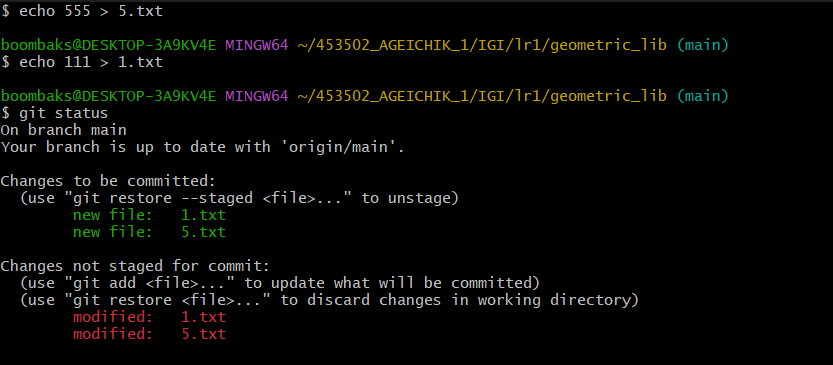 $ echo 555 > 5.txt
boombaks@DESKTOP-3A9KV4E MINGW64 ~/453502_AGEICHIK_1/IGI/lr1/geometric_lib (main)
$ echo 111 > 1.txt
boombaks@DESKTOP-3A9KV4E MINGW64 ~/453502_AGEICHIK_1/IGI/lr1/geometric_lib (main)
$ git status
On branch main
Your branch is up to date with 'origin/main'.
Changes to be committed:
  (use "git restore --staged <file>..." to unstage)
        new file:   1.txt
        new file:   5.txt
Changes not staged for commit:
  (use "git add <file>..." to update what will be committed)
  (use "git restore <file>..." to discard changes in working directory)
        modified:   1.txt
        modified:   5.txt